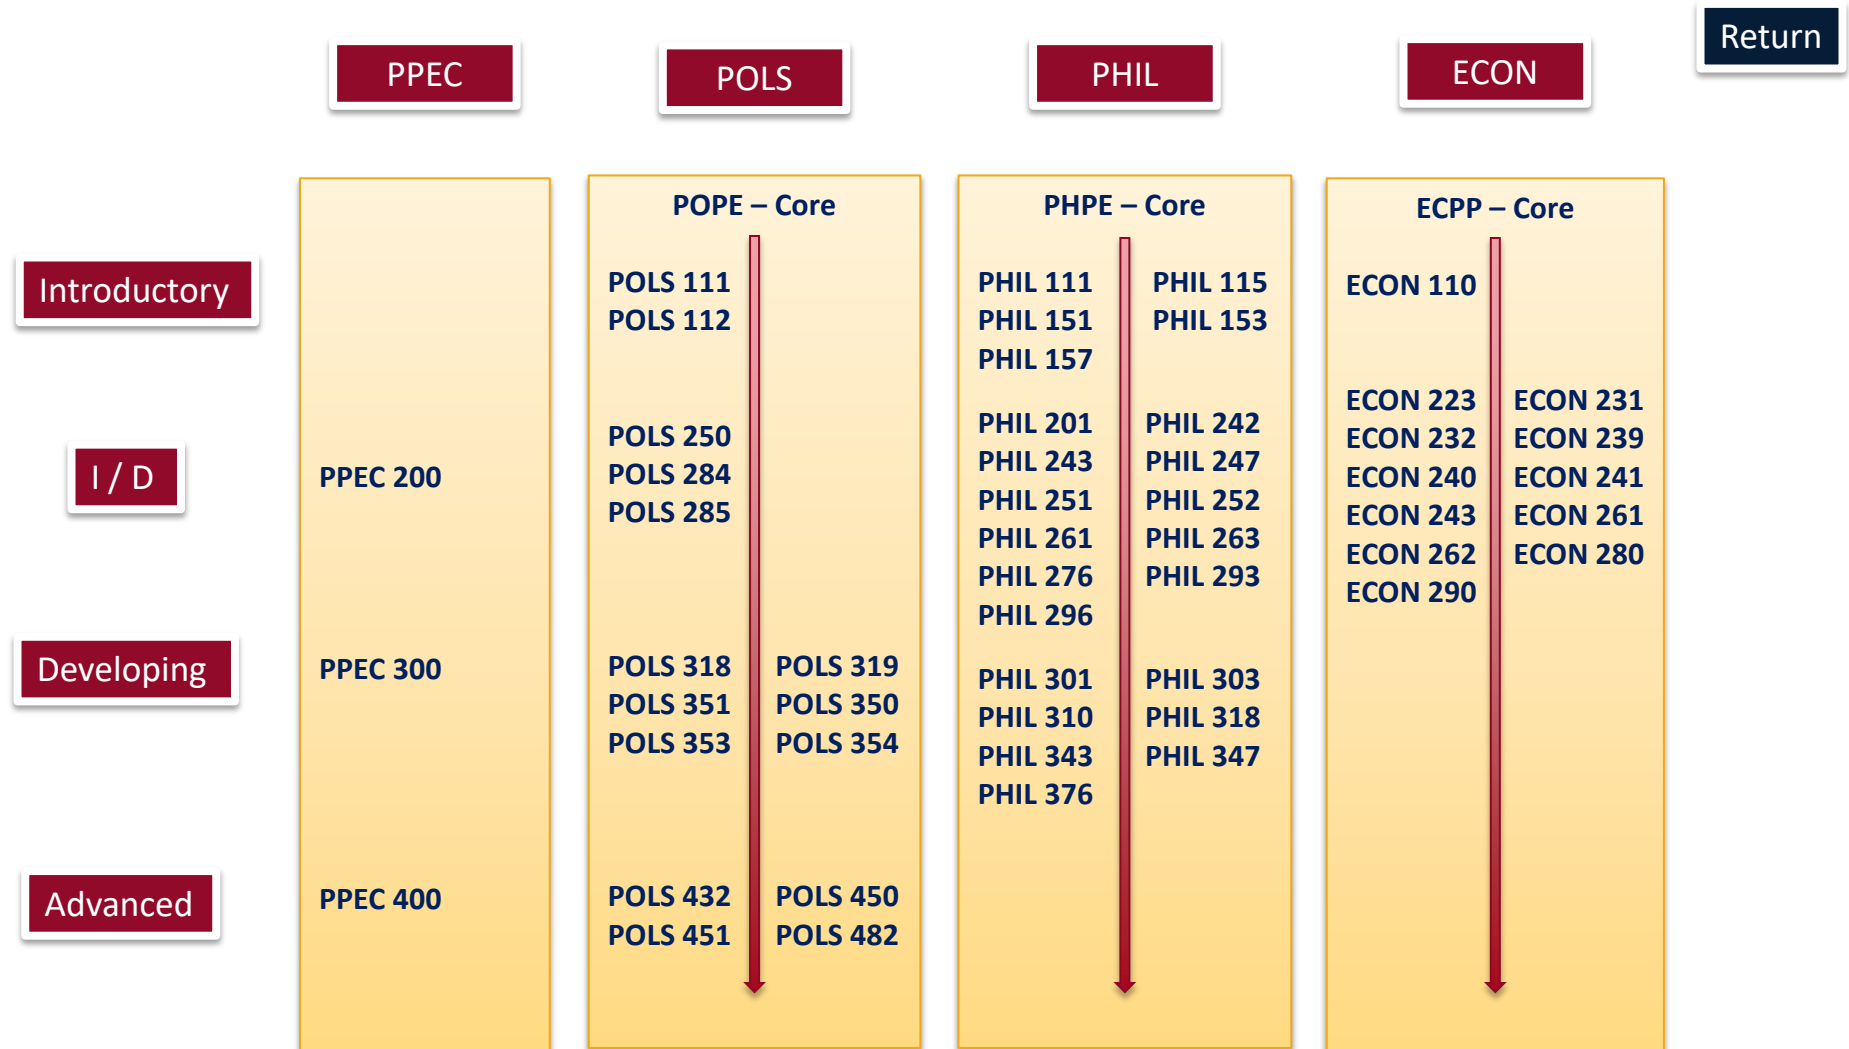 Return
PPEC POLS PHIL ECON
POPE – Core PHPE – Core ECPP – Core
Introductory
POLS 111 PHIL 111 PHIL 115 ECON 110
POLS 112 PHIL 151 PHIL 153
PHIL 157
I / D
PPEC 200
POLS 250
POLS 284
POLS 285
PHIL 201 PHIL 242
PHIL 243 PHIL 247
PHIL 251 PHIL 252
PHIL 261 PHIL 263
PHIL 276 PHIL 293
PHIL 296
ECON 223 ECON 231
ECON 232 ECON 239
ECON 240 ECON 241
ECON 243 ECON 261
ECON 262 ECON 280
ECON 290
Developing
PPEC 300
POLS 318 POLS 319
POLS 351 POLS 350
POLS 353 POLS 354
PHIL 301 PHIL 303
PHIL 310 PHIL 318
PHIL 343 PHIL 347
PHIL 376
Advanced
PPEC 400
POLS 432 POLS 450
POLS 451 POLS 482